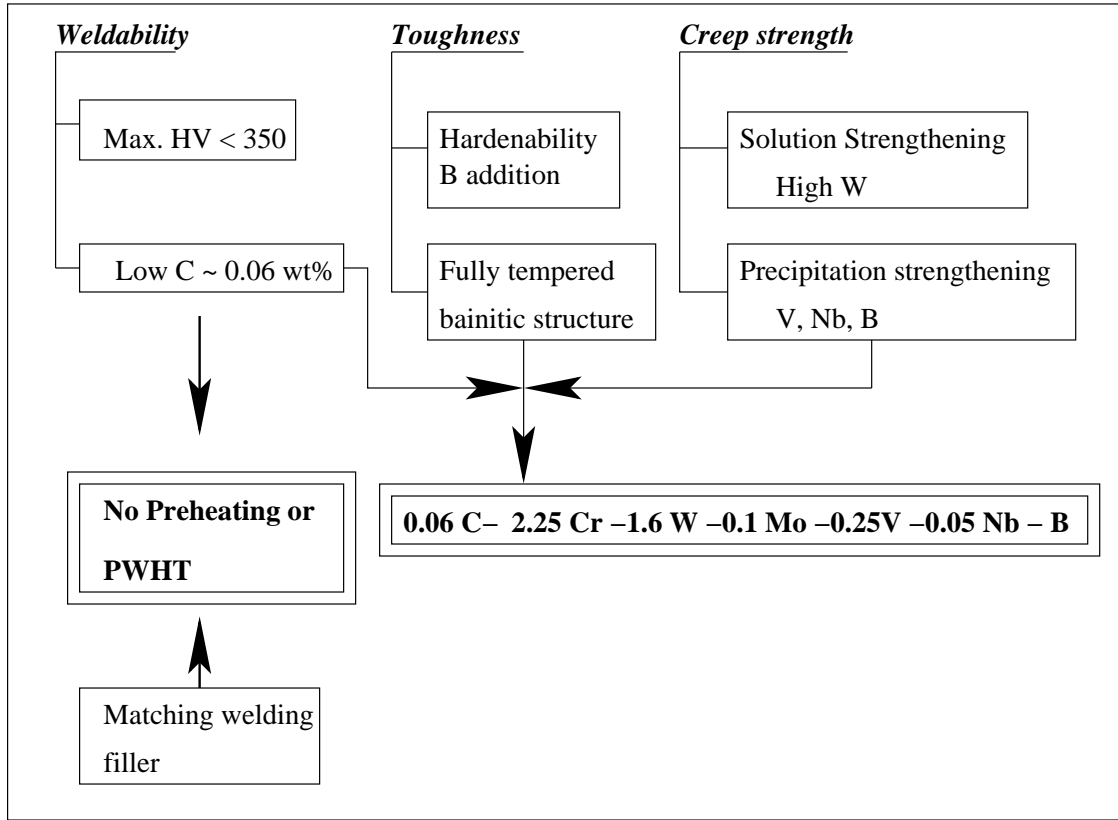 Weldability
Max. HV < 350
Low C ~ 0.06 wt%
No Preheating or
PWHT
Matching welding
filler
Toughness
Hardenability
B addition
Fully tempered
bainitic structure
Creep strength
Solution Strengthening
High W
Precipitation strengthening
V, Nb, B
0.06 C– 2.25 Cr –1.6 W –0.1 Mo –0.25V –0.05 Nb – B